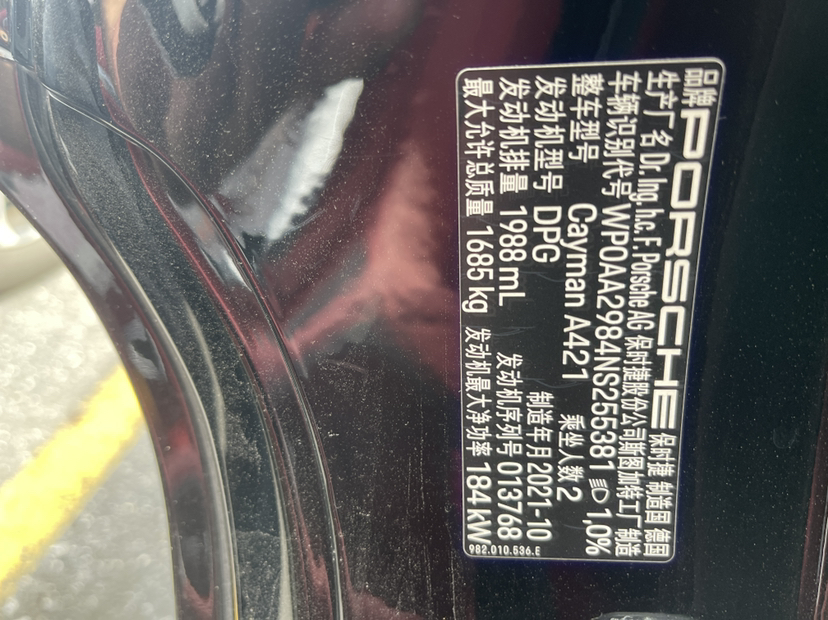 品牌 PORSCHE 保时捷 制造国 德国
生产厂名 Dr. Ing. h.c. F. Porsche AG 保时捷股份公司斯图加特工厂制造
车辆识别代号 WP0AA2984NS255381 1,0%
整车型号 Cayman A421 乘坐人数 2
发动机型号 DPG 制造年月 2021-10
发动机排量 1988 mL 发动机序列号 013768
最大允许总质量 1685 kg 发动机最大净功率 184 kW
982.010.536.E